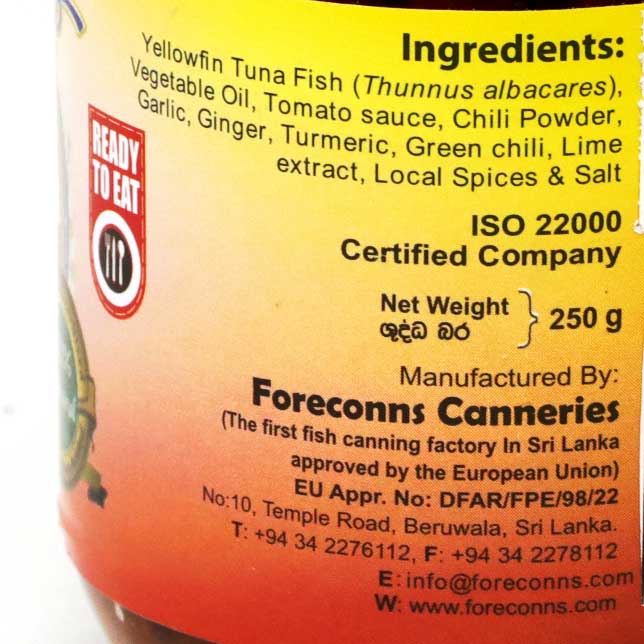 Ingredients:
Yellowfin Tuna Fish (Thunnus albacares),
Vegetable Oil, Tomato sauce, Chili Powder,
Garlic, Ginger, Turmeric, Green chili, Lime
extract, Local Spices & Salt
READY
TO EAT
ISO 22000
Certified Company
Net Weight } 250 g
ශුද්ධ බර
Manufactured By:
Foreconns Canneries
(The first fish canning factory In Sri Lanka
approved by the European Union)
EU Appr. No: DFAR/FPE/98/22
No:10, Temple Road, Beruwala, Sri Lanka.
T: +94 34 2276112, F: +94 34 2278112
E: info@foreconns.com
W: www.foreconns.com